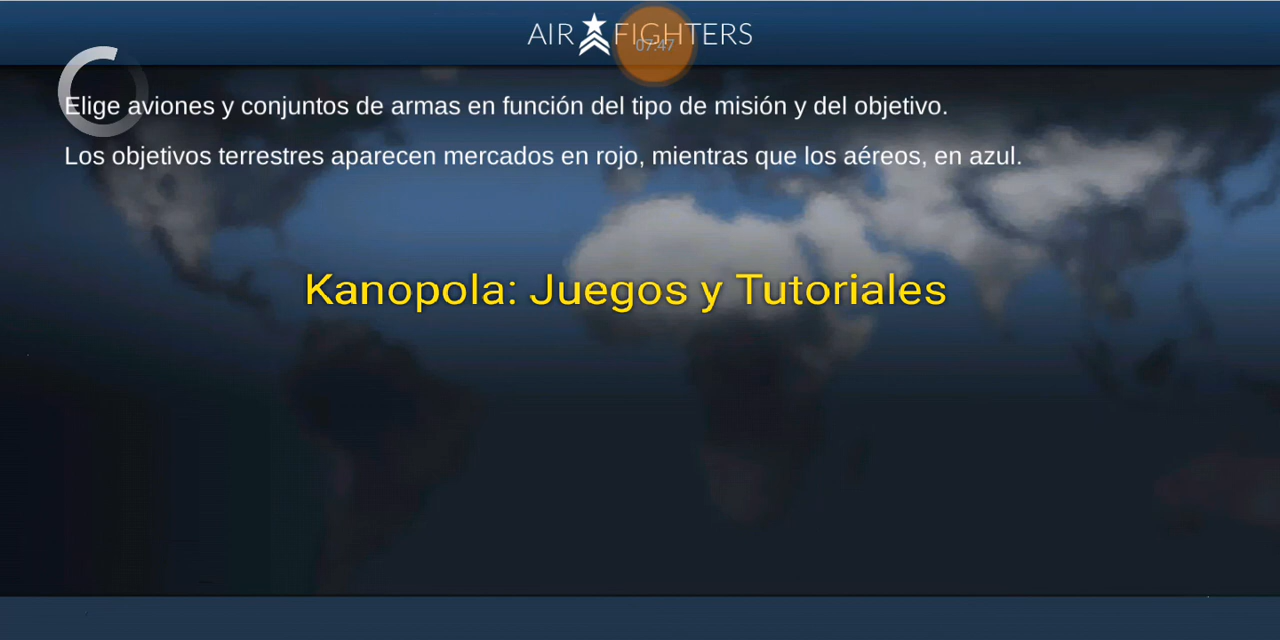 AIR FIGHTERS
07:47
Elige aviones y conjuntos de armas en función del tipo de misión y del objetivo.
Los objetivos terrestres aparecen mercados en rojo, mientras que los aéreos, en azul.
Kanopola: Juegos y Tutoriales